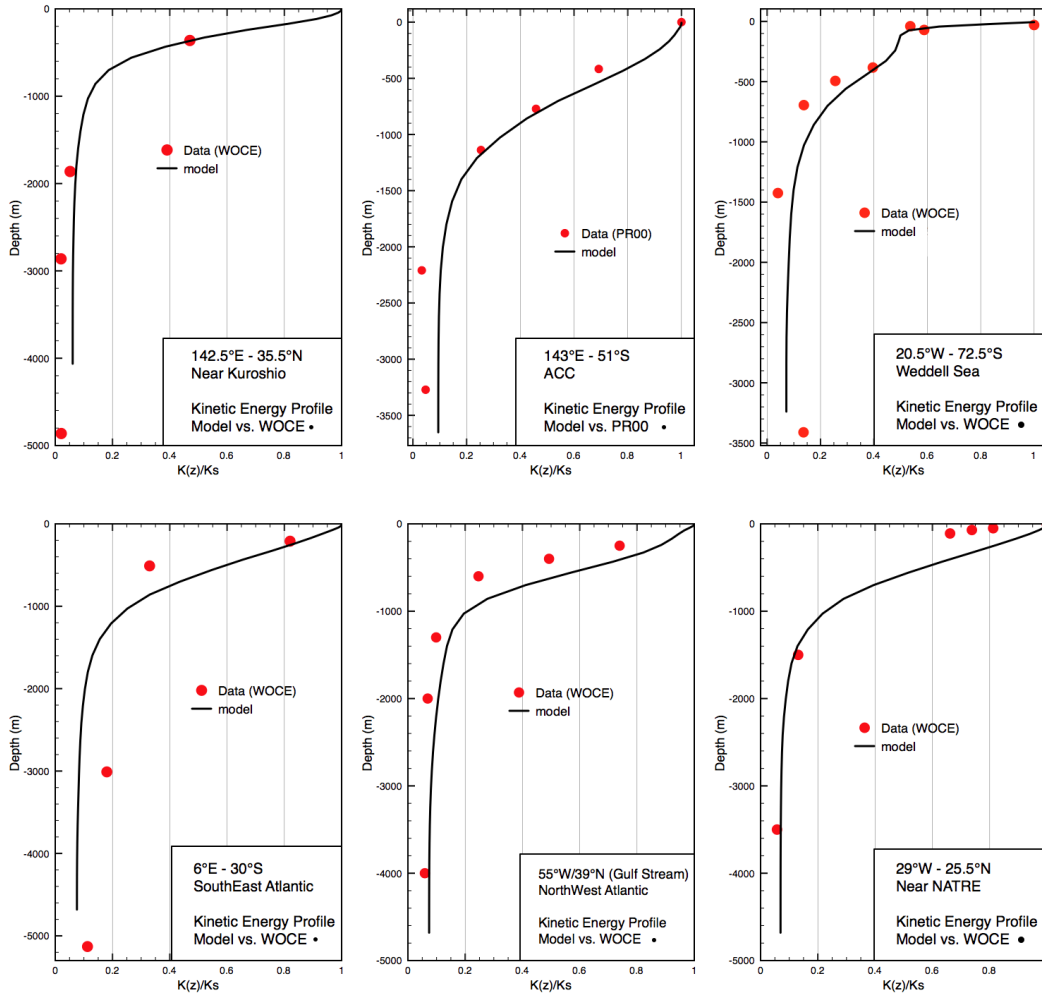 0
-1000
-2000
-3000
-4000
-5000
Depth (m)
0
0.2
0.4
0.6
0.8
1
K(z)/Ks
Data (WOCE)
model
142.5°E - 35.5°N
Near Kuroshio
Kinetic Energy Profile
Model vs. WOCE •
0
-500
-1000
-1500
-2000
-2500
-3000
-3500
Depth (m)
0
0.2
0.4
0.6
0.8
1
K(z)/Ks
Data (PR00)
model
143°E - 51°S
ACC
Kinetic Energy Profile
Model vs. PR00 •
0
-500
-1000
-1500
-2000
-2500
-3000
-3500
Depth (m)
0
0.2
0.4
0.6
0.8
1
K(z)/Ks
Data (WOCE)
model
20.5°W - 72.5°S
Weddell Sea
Kinetic Energy Profile
Model vs. WOCE ●
0
-1000
-2000
-3000
-4000
-5000
Depth (m)
0
0.2
0.4
0.6
0.8
1
K(z)/Ks
Data (WOCE)
model
6°E - 30°S
SouthEast Atlantic
Kinetic Energy Profile
Model vs. WOCE •
0
-1000
-2000
-3000
-4000
-5000
Depth (m)
0
0.2
0.4
0.6
0.8
1
K(z)/Ks
Data (WOCE)
model
55°W/39°N (Gulf Stream)
NorthWest Atlantic
Kinetic Energy Profile
Model vs. WOCE •
0
-1000
-2000
-3000
-4000
-5000
Depth (m)
0
0.2
0.4
0.6
0.8
K(z)/Ks
Data (WOCE)
model
29°W - 25.5°N
Near NATRE
Kinetic Energy Profile
Model vs. WOCE ●